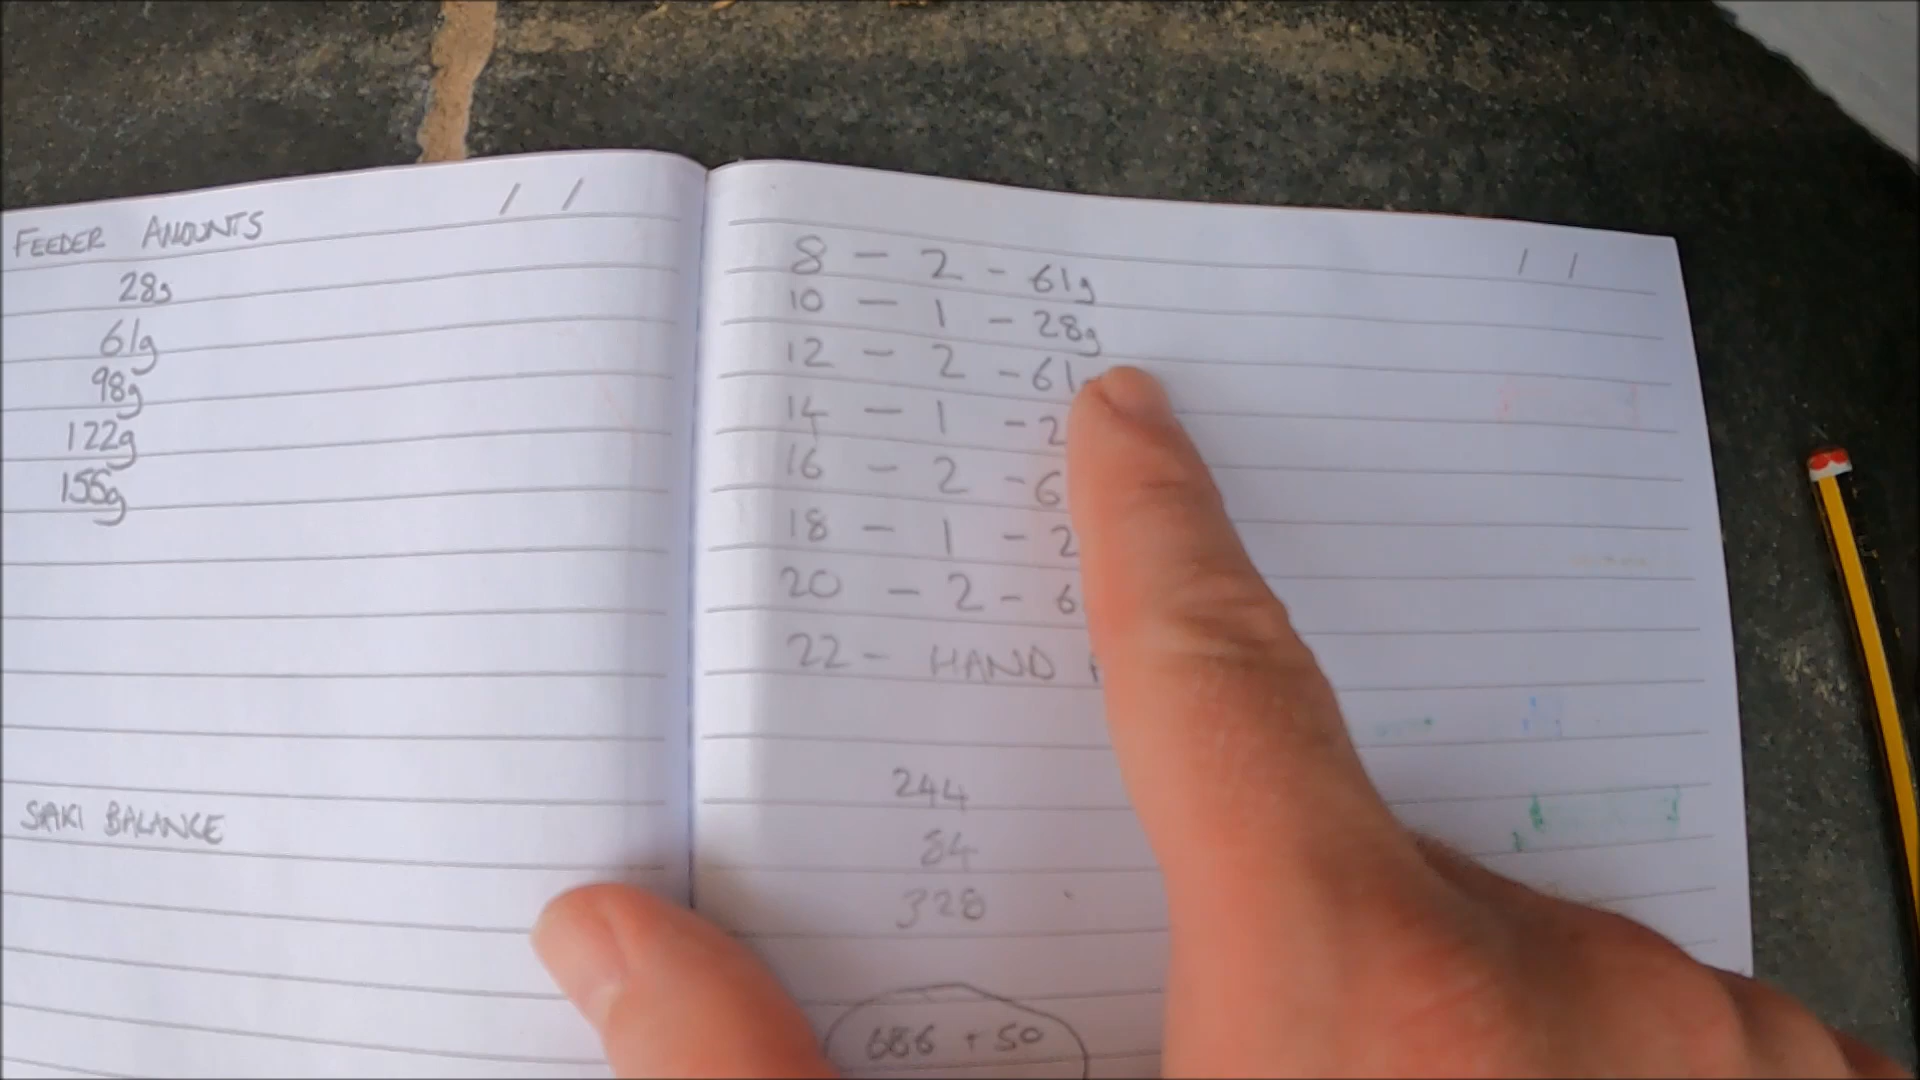 FEEDER AMOUNTS / /
28g
61g
98g
122g
155g
SAKI BALANCE
/ /
8 - 2 - 61g
10 - 1 - 28g
12 - 2 - 61
14 - 1 - 2
16 - 2 - 6
18 - 1 - 2
20 - 2 - 6
22 - HAND
244
84
328
686 + 50